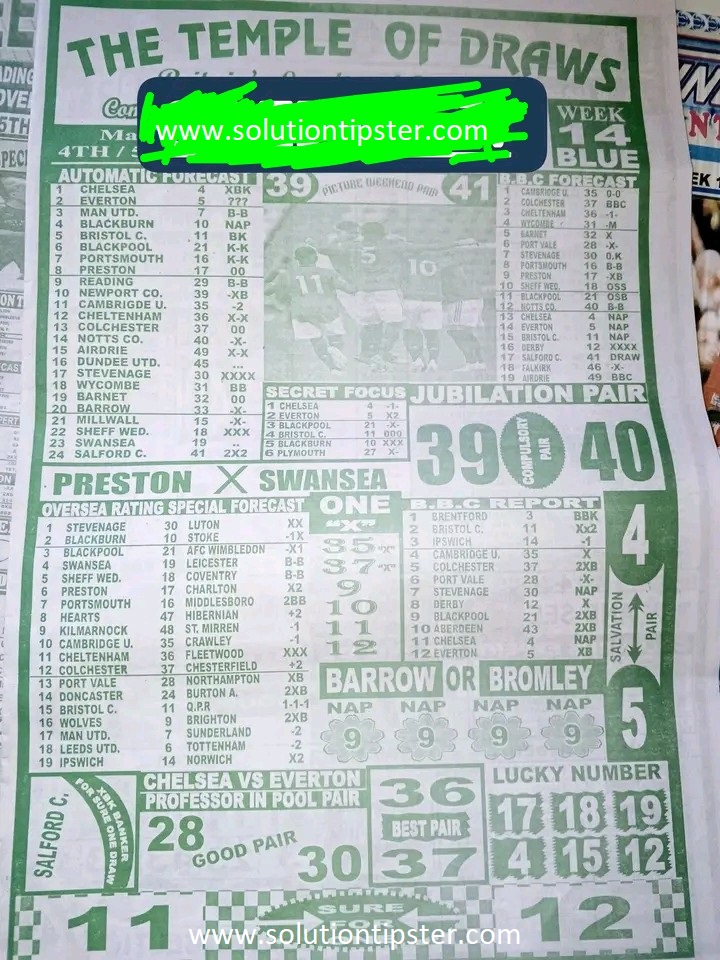 THE TEMPLE OF DRAWS
www.solutiontipster.com
WEEK
14
BLUE
4TH / 5
AUTOMATIC FORECAST
1 CHELSEA 4 XBK
2 EVERTON 5 ???
3 MAN UTD. 7 B-B
4 BLACKBURN 10 NAP
5 BRISTOL C. 11 BK
6 BLACKPOOL 21 K-K
7 PORTSMOUTH 16 K-K
8 PRESTON 17 00
9 READING 29 B-B
10 NEWPORT CO. 39 -XB
11 CAMBRIGDE U. 35 -2
12 CHELTENHAM 36 X-X
13 COLCHESTER 37 00
14 NOTTS CO. 40 -X-
15 AIRDRIE 49 X-X
16 DUNDEE UTD. 45 ...
17 STEVENAGE 30 XXXX
18 WYCOMBE 31 BB
19 BARNET 32 00
20 BARROW 33 -X-
21 MILLWALL 15 -X-
22 SHEFF WED. 18 XXX
23 SWANSEA 19 ..
24 SALFORD C. 41 2X2
39 PICTURE WEEKEND PAIR 41
11 5 10
B.B.C FORECAST
1 CAMBRIDGE U. 35 0-0
2 COLCHESTER 37 BBC
3 CHELTENHAM 36 -1-
4 WYCOMBE 31 -M
5 BARNET 32 X
6 PORT VALE 28 -X-
7 STEVENAGE 30 O.K
8 PORTSMOUTH 16 B-B
9 PRESTON 17 -XB
10 SHEFF WED. 18 OSS
11 BLACKPOOL 21 OSB
12 NOTTS CO. 40 B-B
13 CHELSEA 4 NAP
14 EVERTON 5 NAP
15 BRISTOL C. 11 NAP
16 DERBY 12 XXXX
17 SALFORD C. 41 DRAW
18 FALKIRK 46 -X-
19 AIRDRIE 49 BBC
SECRET FOCUS
1 CHELSEA 4 -1-
2 EVERTON 5 X2
3 BLACKPOOL 21 -X-
4 BRISTOL C. 11 000
5 BLACKBURN 10 XXX
6 PLYMOUTH 27 X-
JUBILATION PAIR
39 COMPULSORY PAIR 40
PRESTON X SWANSEA
OVERSEA RATING SPECIAL FORECAST
1 STEVENAGE 30 LUTON XX
2 BLACKBURN 10 STOKE -1X
3 BLACKPOOL 21 AFC WIMBLEDON -X1
4 SWANSEA 19 LEICESTER B-B
5 SHEFF WED. 18 COVENTRY B-B
6 PRESTON 17 CHARLTON X2
7 PORTSMOUTH 16 MIDDLESBORO 2BB
8 HEARTS 47 HIBERNIAN +2
9 KILMARNOCK 48 ST. MIRREN -1
10 CAMBRIDGE U. 35 CRAWLEY -1
11 CHELTENHAM 36 FLEETWOOD XXX
12 COLCHESTER 37 CHESTERFIELD +2
13 PORT VALE 28 NORTHAMPTON XB
14 DONCASTER 24 BURTON A. 2XB
15 BRISTOL C. 11 Q.P.R 1-1-1
16 WOLVES 9 BRIGHTON 2XB
17 MAN UTD. 7 SUNDERLAND -2
18 LEEDS UTD. 6 TOTTENHAM -2
19 IPSWICH 14 NORWICH X2
ONE
"X"
35 "X"
37 "X"
9
10
11
12
B.B.C REPORT
1 BRENTFORD 3 BBK
2 BRISTOL C. 11 Xx2
3 IPSWICH 14 -1
4 CAMBRIDGE U. 35 X
5 COLCHESTER 37 2XB
6 PORT VALE 28 -X-
7 STEVENAGE 30 NAP
8 DERBY 12 X
9 BLACKPOOL 21 2XB
10 ABERDEEN 43 2XB
11 CHELSEA 4 NAP
12 EVERTON 5 XB
4
SALVATION PAIR
5
BARROW OR BROMLEY
NAP NAP NAP NAP
9 9 9 9
SALFORD C.
XBK BANKER
FOR SURE ONE DRAW
CHELSEA VS EVERTON
PROFESSOR IN POOL PAIR
28 GOOD PAIR 30
36
BEST PAIR
37
LUCKY NUMBER
17 18 19
4 15 12
11 SURE FOR 12
www.solutiontipster.com